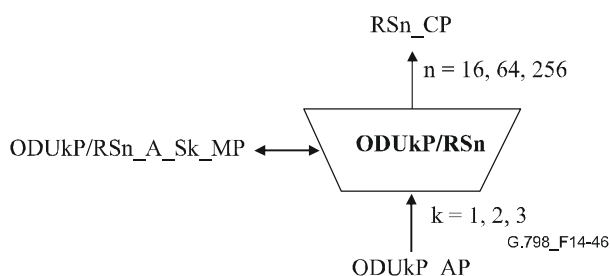 RSn_CP
n = 16, 64, 256
ODUkP/RSn_A_Sk_MP
ODUkP/RSn
k = 1, 2, 3
G.798_F14-46
ODUkP_AP